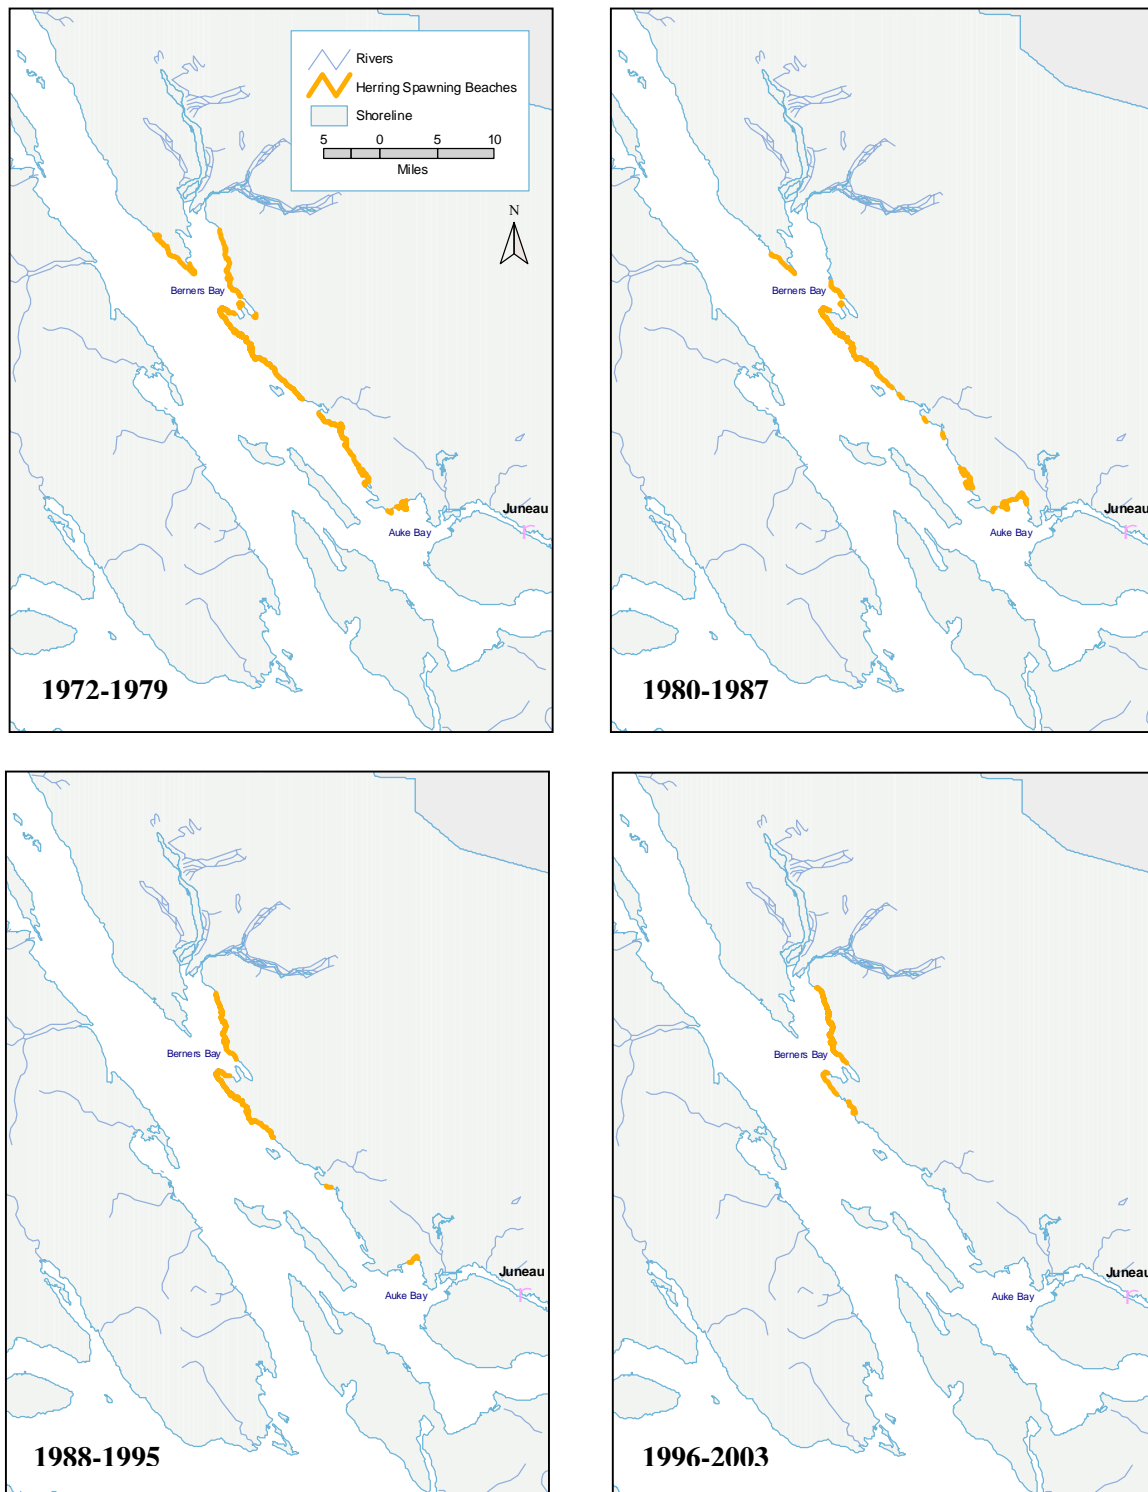 Rivers
Herring Spawning Beaches
Shoreline
5 0 5 10
Miles
N
Berners Bay
Juneau
Auke Bay
1972-1979
Berners Bay
Juneau
Auke Bay
1980-1987
Berners Bay
Juneau
Auke Bay
1988-1995
Berners Bay
Juneau
Auke Bay
1996-2003